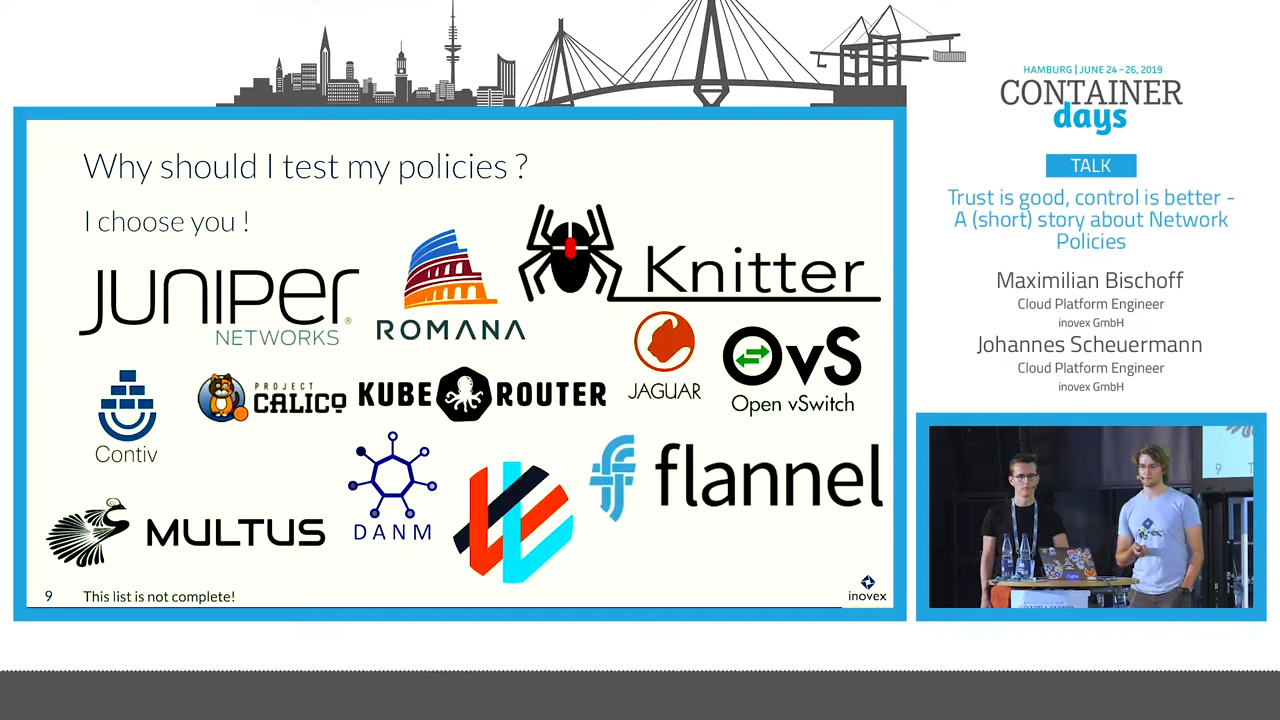 HAMBURG | JUNE 24 – 26, 2019
CONTAINER
days
TALK
Trust is good, control is better -
A (short) story about Network
Policies
Maximilian Bischoff
Cloud Platform Engineer
inovex GmbH
Johannes Scheuermann
Cloud Platform Engineer
inovex GmbH
Why should I test my policies ?
I choose you !
JUNIPER
NETWORKS
ROMANA
Knitter
JAGUAR
OvS
Open vSwitch
Contiv
PROJECT
CALICO
KUBE ROUTER
DANM
flannel
MULTUS
9
This list is not complete!
inovex
9 T
CONTAINER